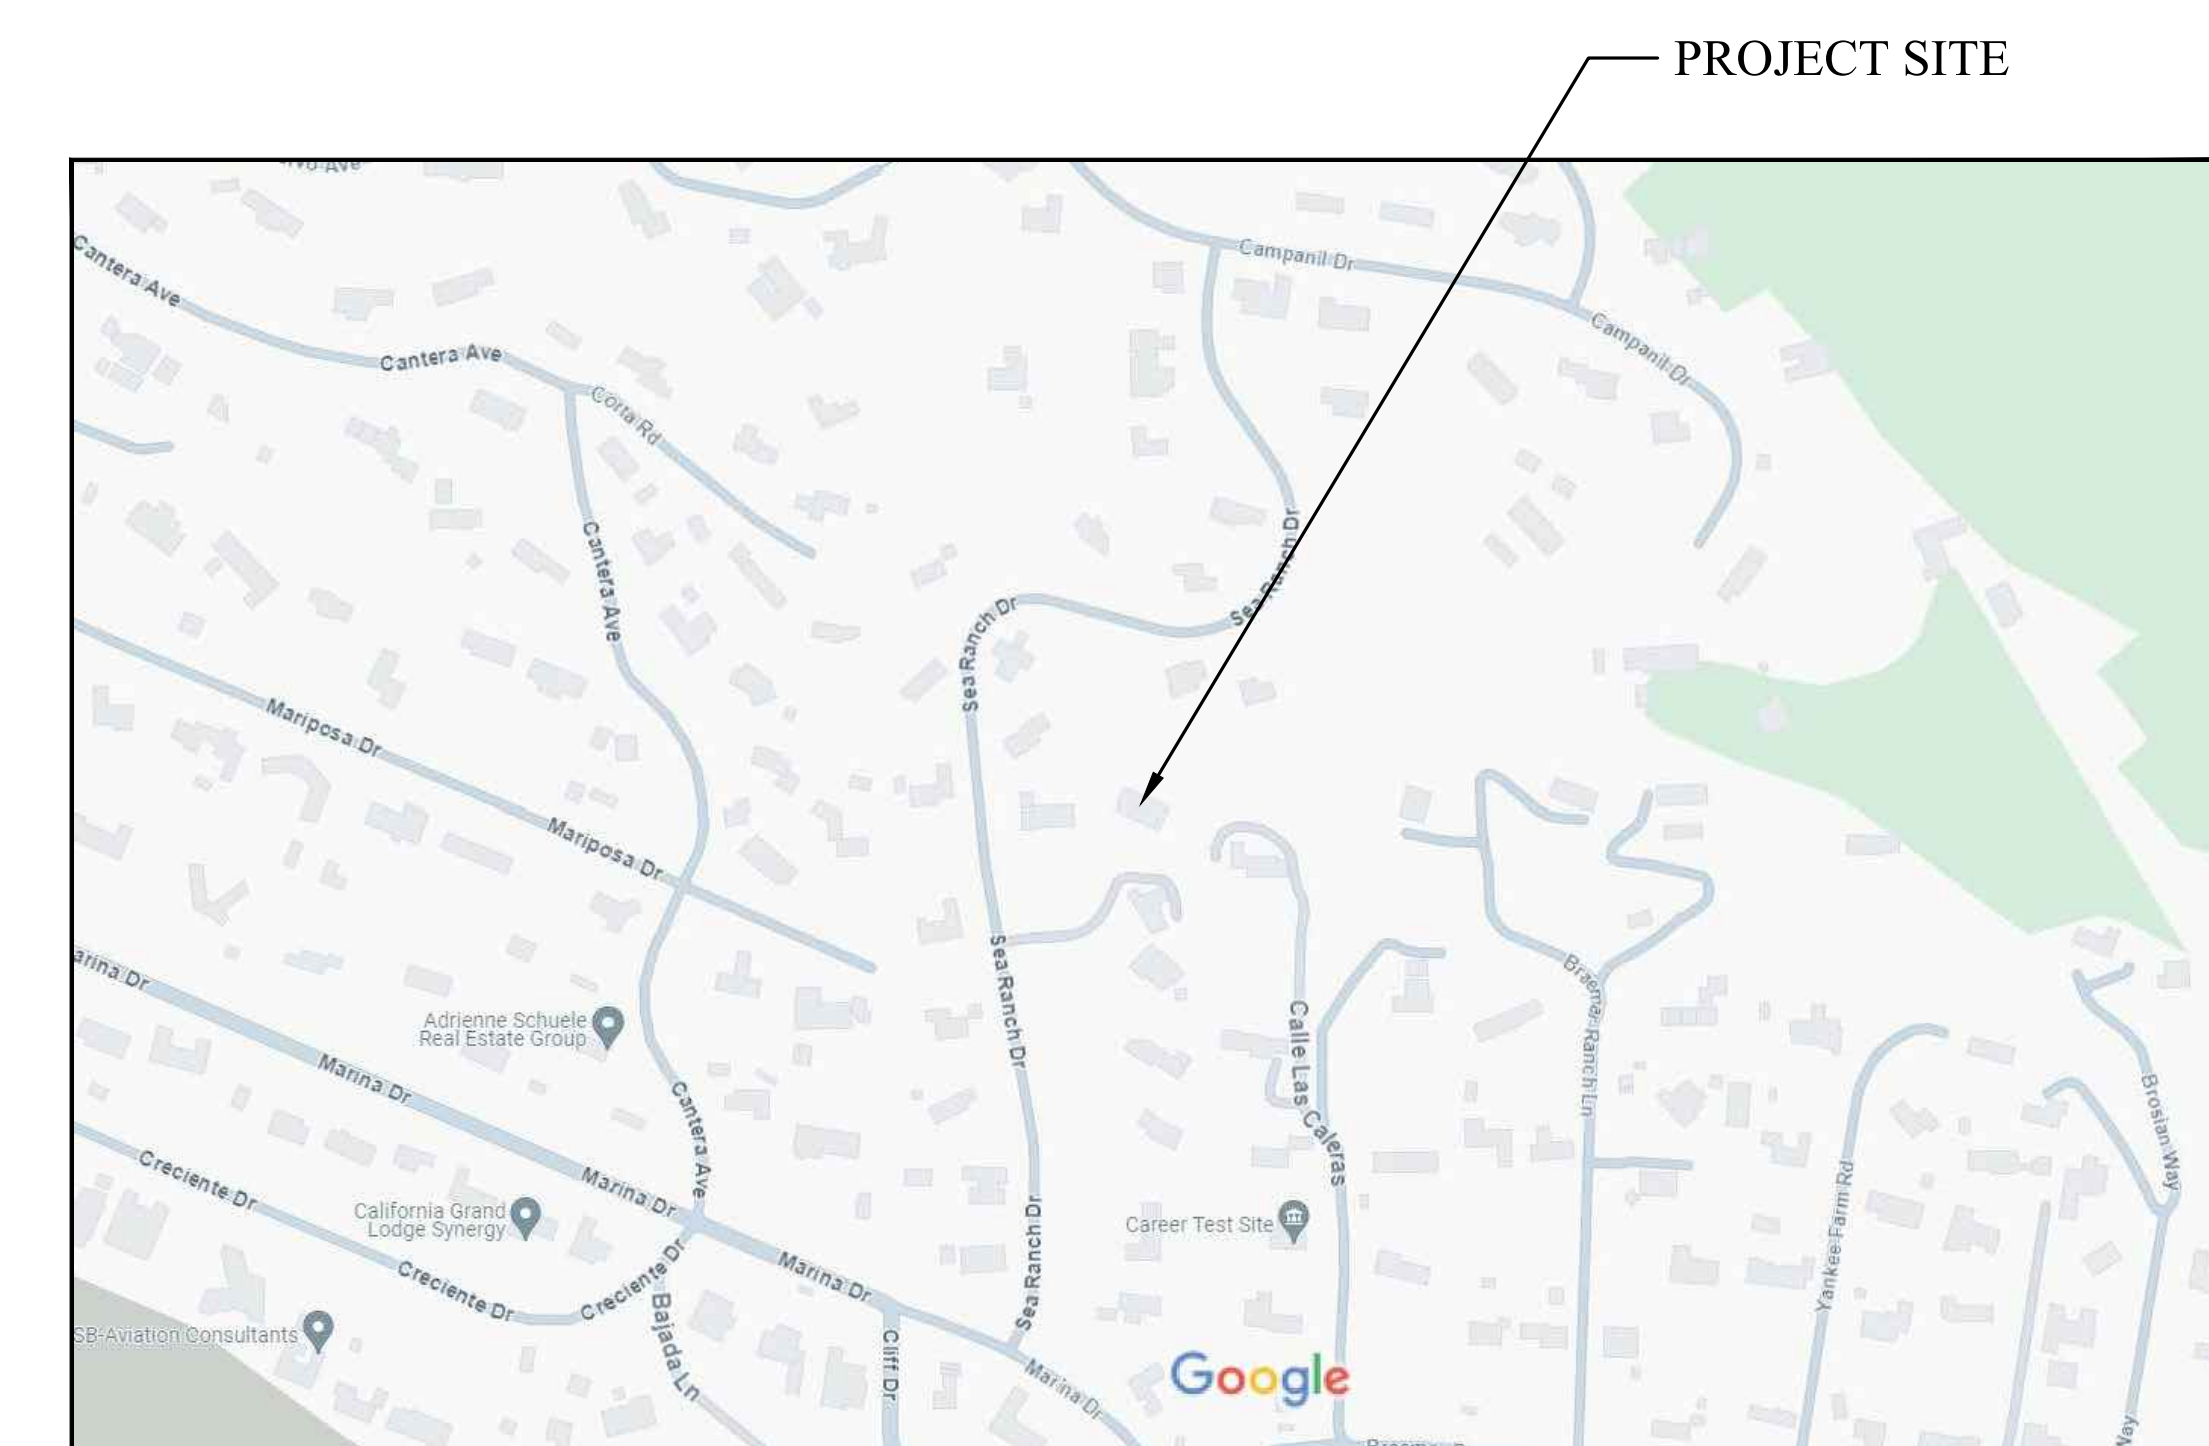 PROJECT SITE
Cantera Ave
Campanil Dr
Campanil Dr
Cantera Ave
Corta Rd
Cantera Ave
Sea Ranch Dr
Sea Ranch Dr
Mariposa Dr
Mariposa Dr
Marina Dr
Sea Ranch Dr
Braemar Ranch Ln
Calle Las Caleras
Adrienne Schuele
Real Estate Group
Marina Dr
Cantera Ave
Brosian Way
Creciente Dr
Marina Dr
Yankee Farm Rd
California Grand
Lodge Synergy
Career Test Site
Sea Ranch Dr
Creciente Dr
Creciente Dr
Marina Dr
Bajada Ln
SB-Aviation Consultants
Cliff Dr
Marina Dr
Google
Way